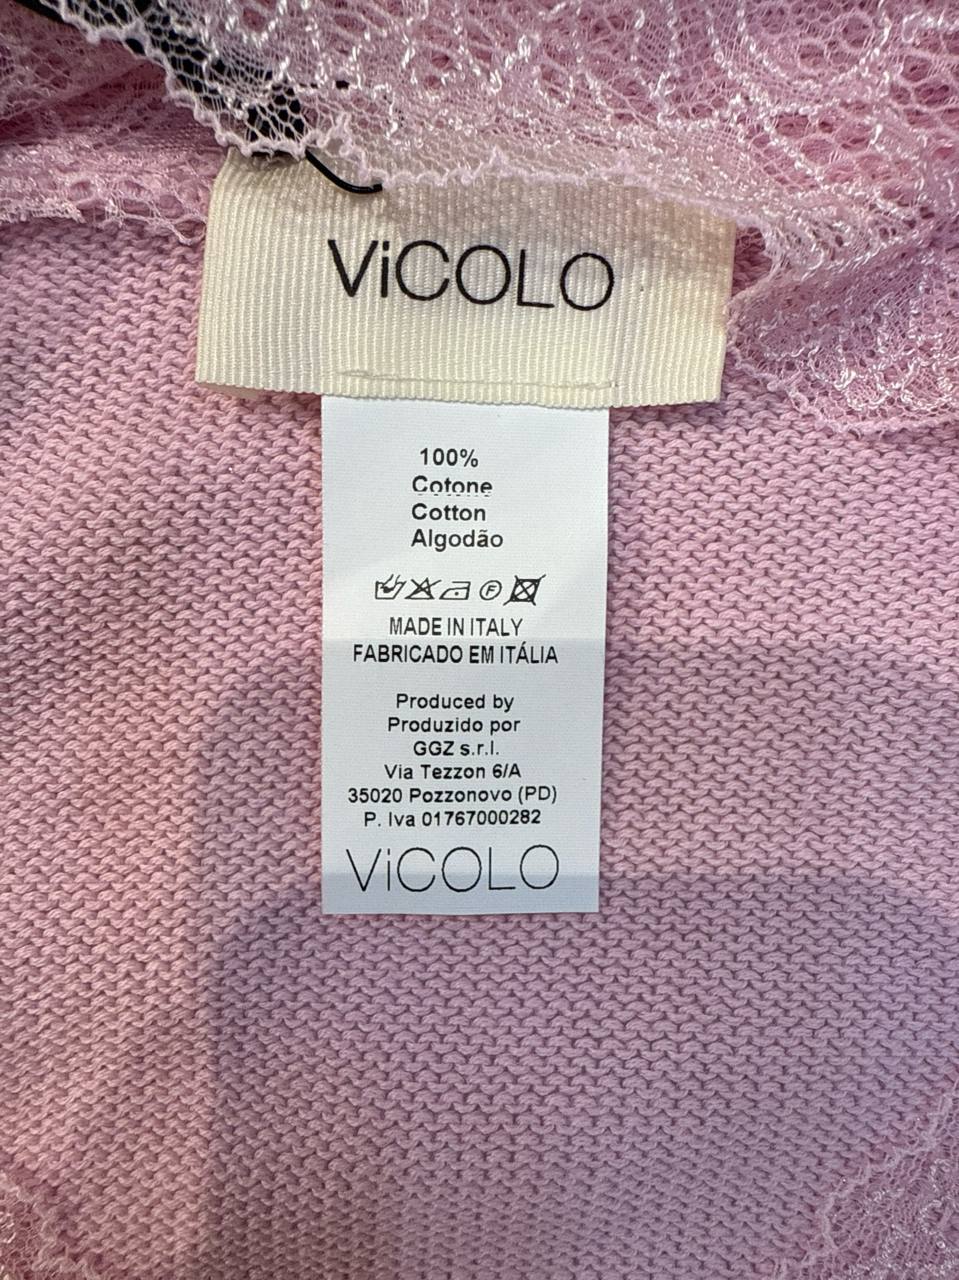 ViCOLO
100%
Cotone
Cotton
Algodão
F
MADE IN ITALY
FABRICADO EM ITÁLIA
Produced by
Produzido por
GGZ s.r.l.
Via Tezzon 6/A
35020 Pozzonovo (PD)
P. Iva 01767000282
ViCOLO